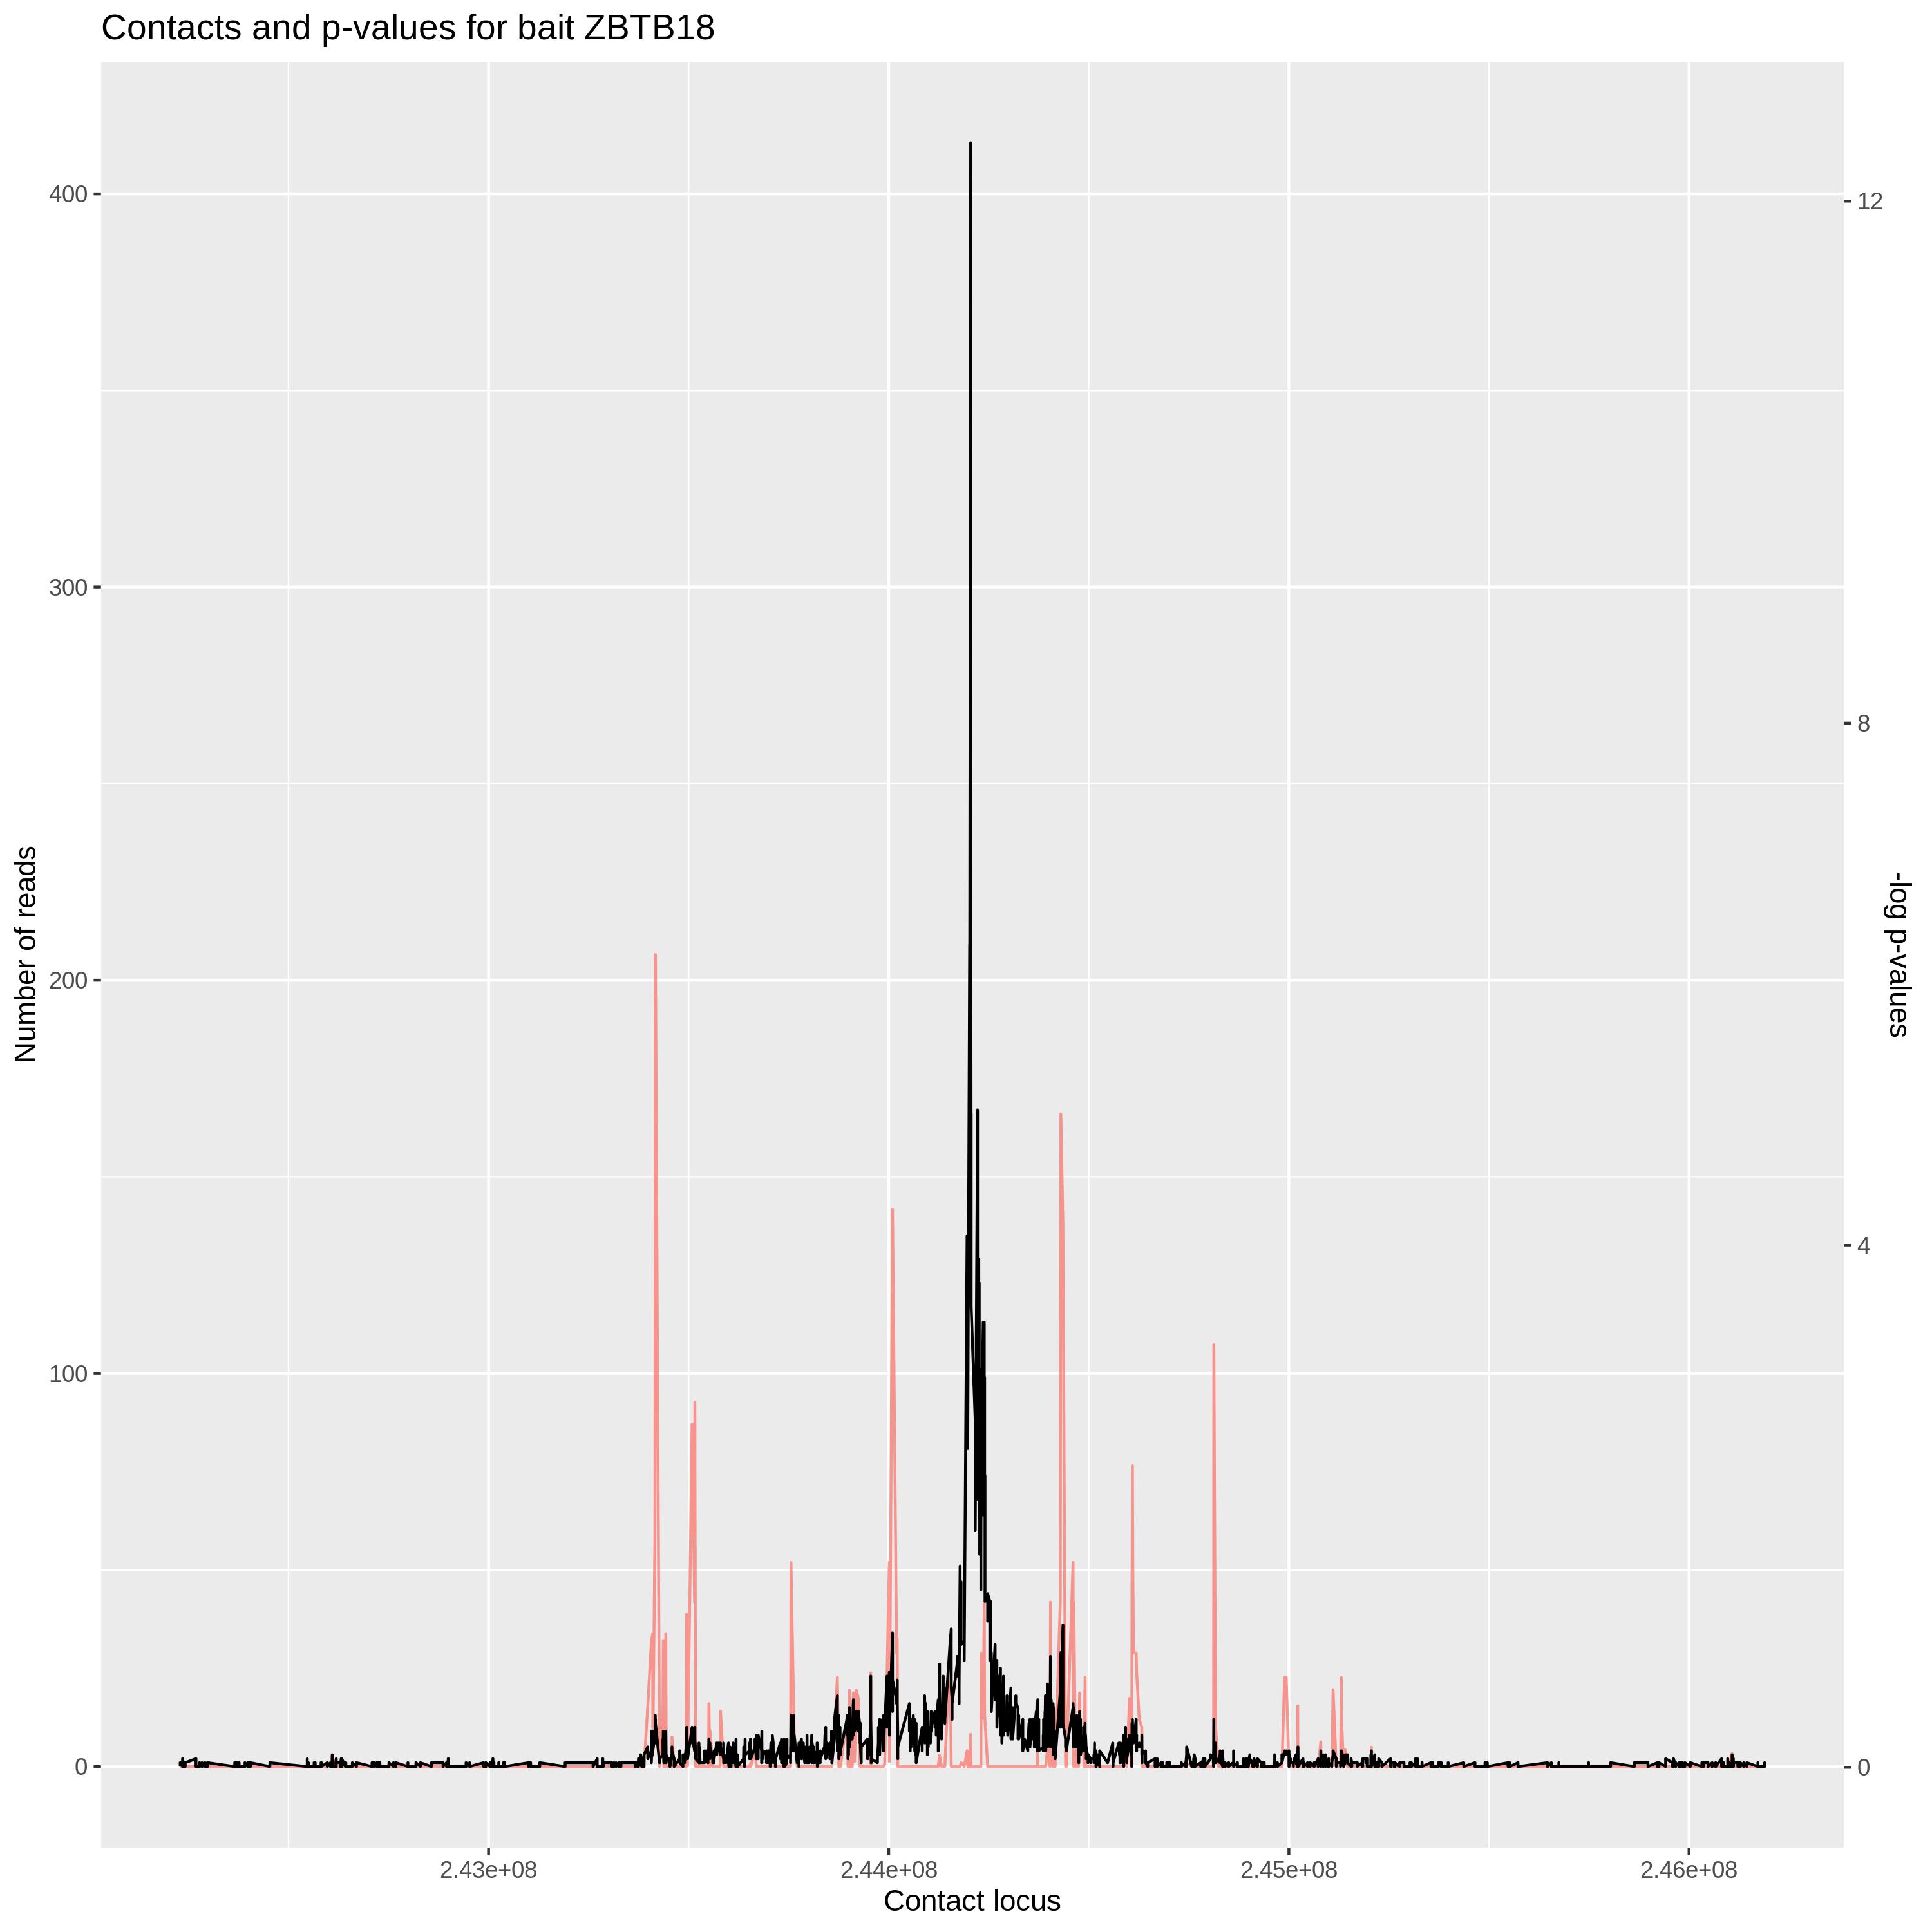 Contacts and p-values for bait ZBTB18
400
300
200
100
0
Number of reads
12
8
4
0
-log p-values
2.43e+08 2.44e+08 2.45e+08 2.46e+08
Contact locus